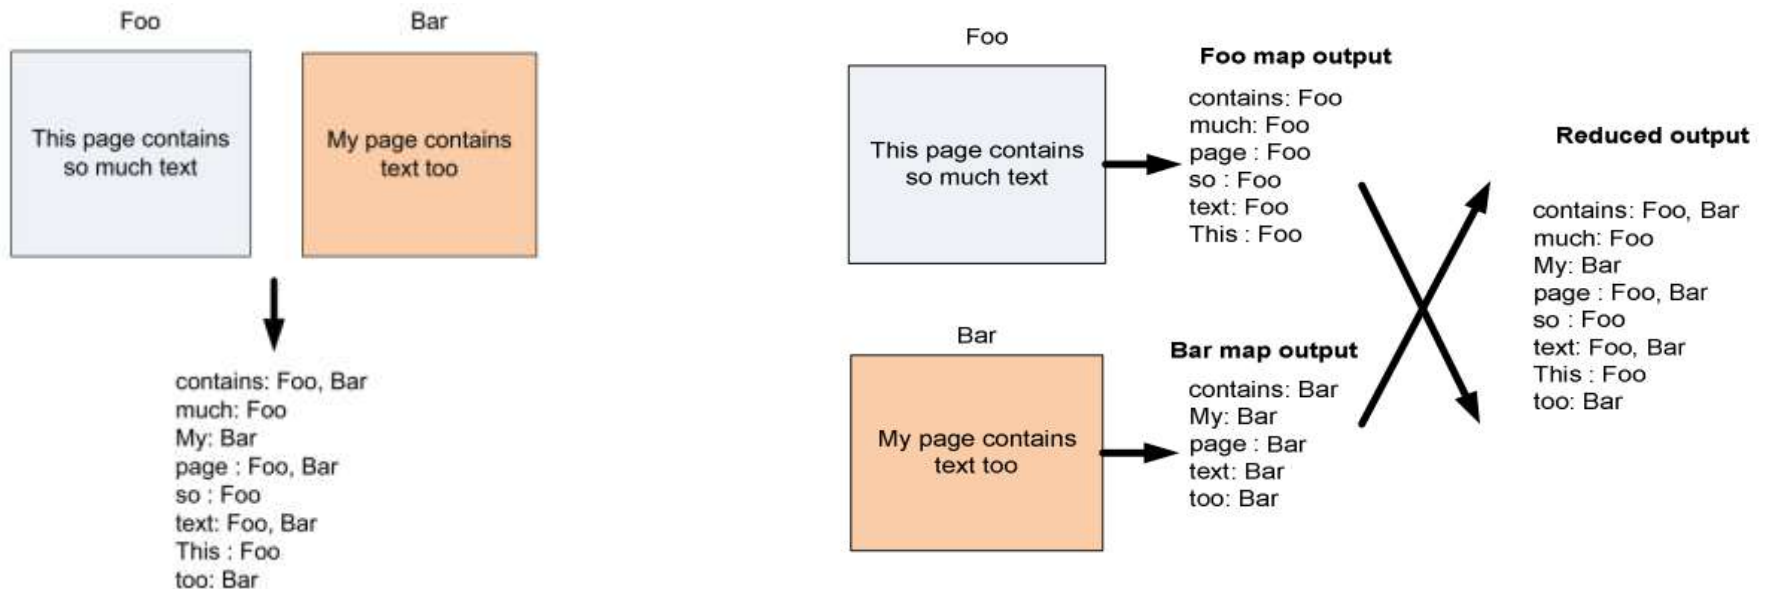 Foo
This page contains
so much text
Bar
My page contains
text too
contains: Foo, Bar
much: Foo
My: Bar
page : Foo, Bar
so : Foo
text: Foo, Bar
This : Foo
too: Bar
Foo
This page contains
so much text
Foo map output
contains: Foo
much: Foo
page : Foo
so : Foo
text: Foo
This : Foo
Bar
My page contains
text too
Bar map output
contains: Bar
My: Bar
page : Bar
text: Bar
too: Bar
Reduced output
contains: Foo, Bar
much: Foo
My: Bar
page : Foo, Bar
so : Foo
text: Foo, Bar
This : Foo
too: Bar